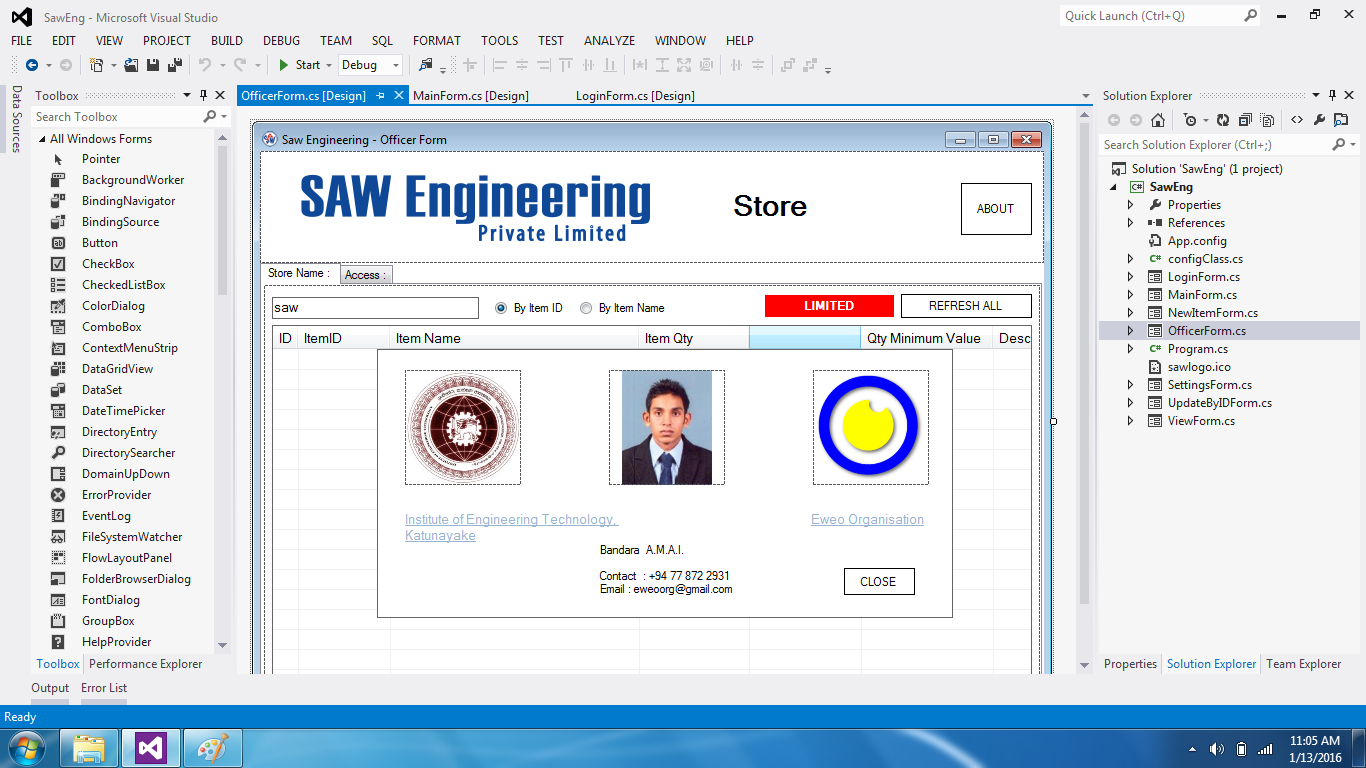 SawEng - Microsoft Visual Studio
Quick Launch (Ctrl+Q)
FILE EDIT VIEW PROJECT BUILD DEBUG TEAM SQL FORMAT TOOLS TEST ANALYZE WINDOW HELP
Start Debug
Data Sources
Toolbox
Search Toolbox
All Windows Forms
Pointer
BackgroundWorker
BindingNavigator
BindingSource
Button
CheckBox
CheckedListBox
ColorDialog
ComboBox
ContextMenuStrip
DataGridView
DataSet
DateTimePicker
DirectoryEntry
DirectorySearcher
DomainUpDown
ErrorProvider
EventLog
FileSystemWatcher
FlowLayoutPanel
FolderBrowserDialog
FontDialog
GroupBox
HelpProvider
Toolbox Performance Explorer
OfficerForm.cs [Design] MainForm.cs [Design] LoginForm.cs [Design]
Saw Engineering - Officer Form
SAW Engineering
Private Limited
Store
ABOUT
Store Name : Access :
saw By Item ID By Item Name LIMITED REFRESH ALL
ID ItemID Item Name Item Qty Qty Minimum Value Desc
Institute of Engineering Technology,
Katunayake
Eweo Organisation
Bandara A.M.A.I.
Contact : +94 77 872 2931
Email : eweoorg@gmail.com
CLOSE
Solution Explorer
Search Solution Explorer (Ctrl+;)
Solution 'SawEng' (1 project)
SawEng
Properties
References
App.config
configClass.cs
LoginForm.cs
MainForm.cs
NewItemForm.cs
OfficerForm.cs
Program.cs
sawlogo.ico
SettingsForm.cs
UpdateByIDForm.cs
ViewForm.cs
Properties Solution Explorer Team Explorer
Output Error List
Ready
11:05 AM
1/13/2016